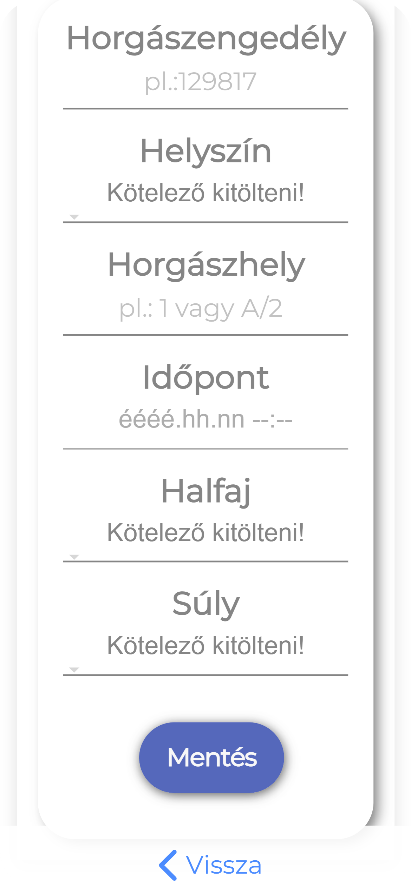 Horgászengedély
pl.:129817
Helyszín
Kötelező kitölteni!
Horgászhely
pl.: 1 vagy A/2
Időpont
éééé.hh.nn --:--
Halfaj
Kötelező kitölteni!
Súly
Kötelező kitölteni!
Mentés
Vissza